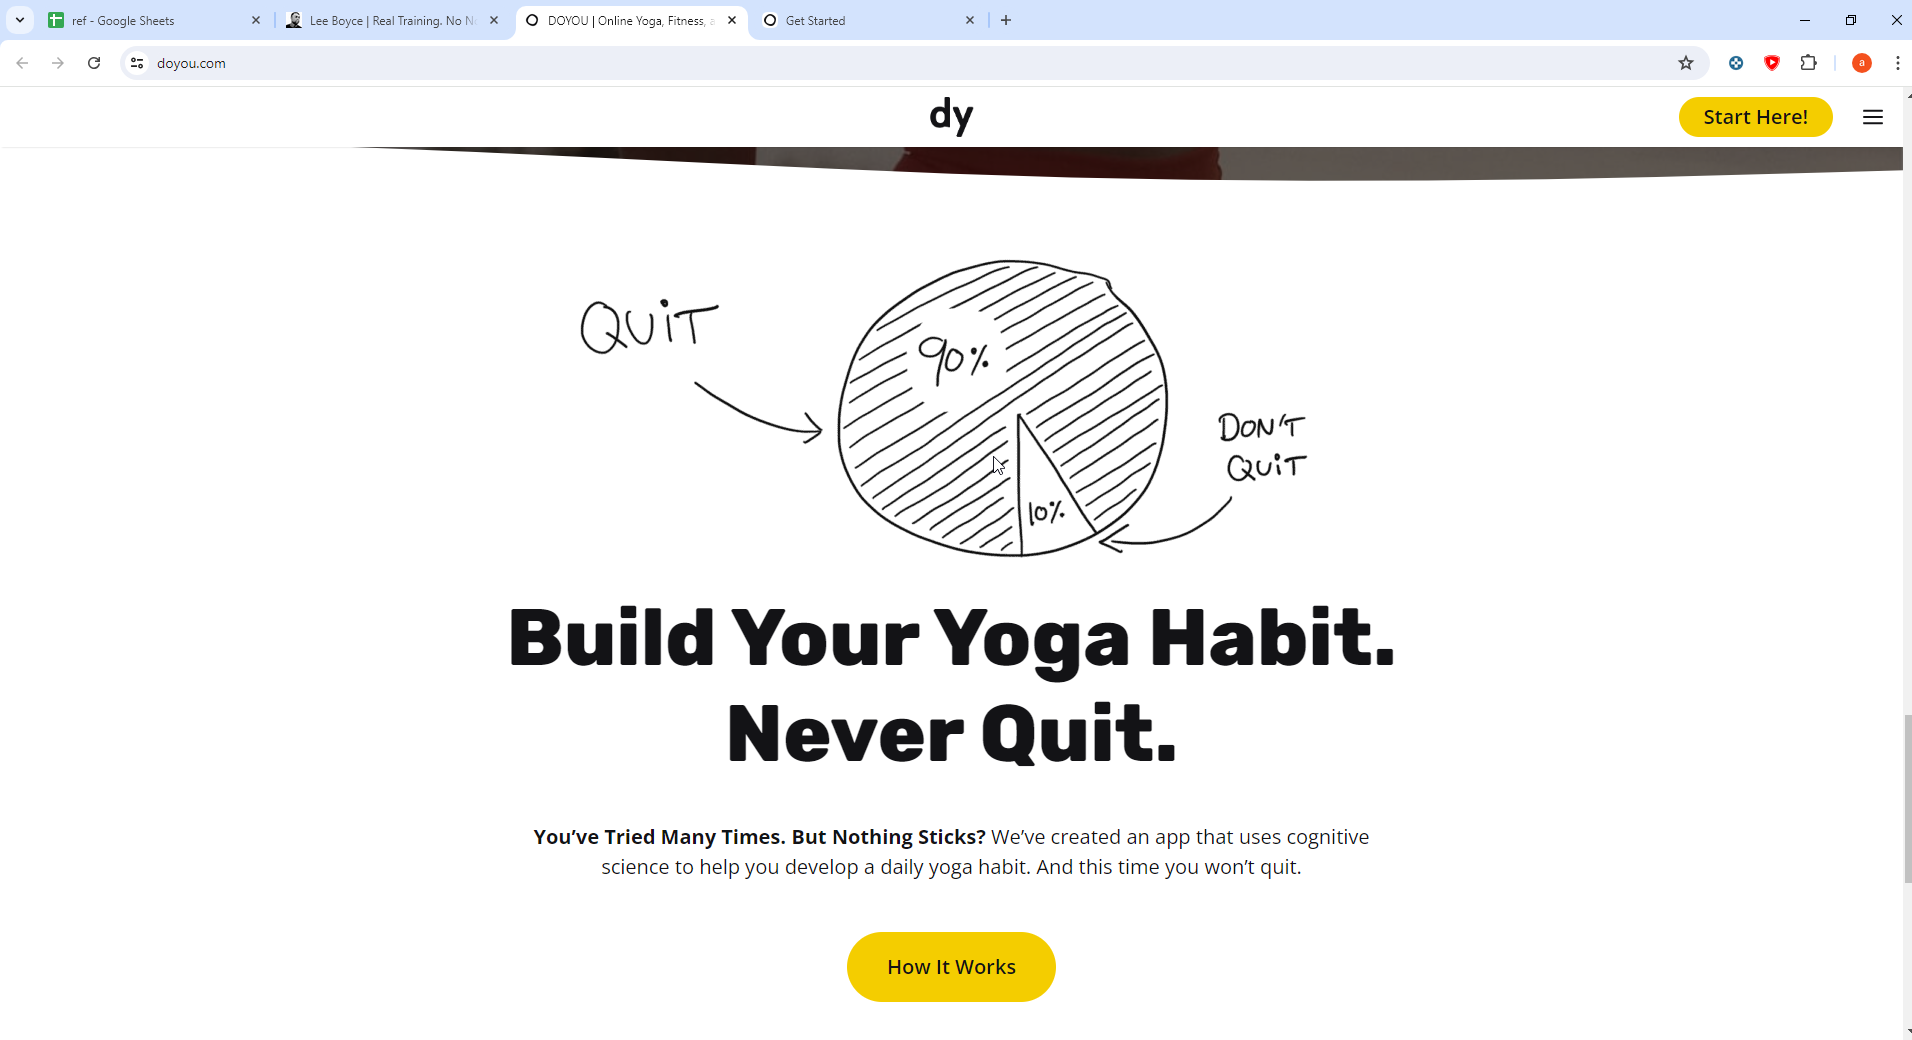 ref - Google Sheets
Lee Boyce | Real Training. No N
DOYOU | Online Yoga, Fitness, a
Get Started
doyou.com
a
dy
Start Here!
QUiT
90%
DON'T
QUiT
10%
Build Your Yoga Habit.
Never Quit.
You’ve Tried Many Times. But Nothing Sticks? We’ve created an app that uses cognitive
science to help you develop a daily yoga habit. And this time you won’t quit.
How It Works